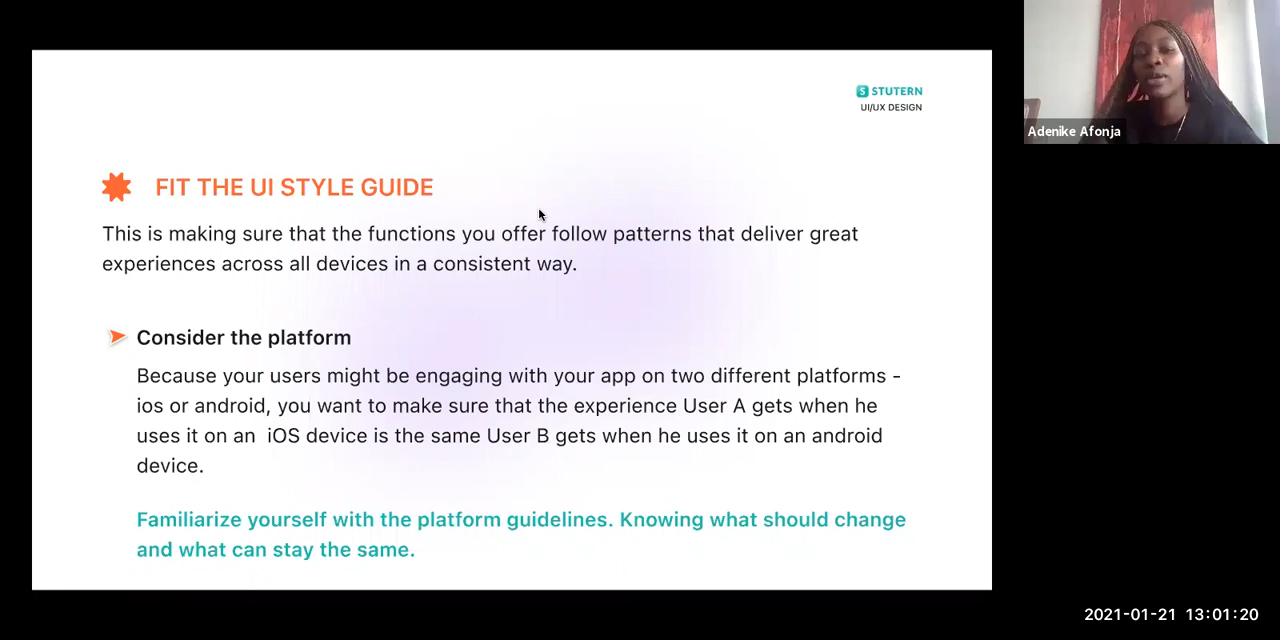 STUTERN
UI/UX DESIGN
Adenike Afonja
FIT THE UI STYLE GUIDE
This is making sure that the functions you offer follow patterns that deliver great
experiences across all devices in a consistent way.
Consider the platform
Because your users might be engaging with your app on two different platforms -
ios or android, you want to make sure that the experience User A gets when he
uses it on an  iOS device is the same User B gets when he uses it on an android
device.
Familiarize yourself with the platform guidelines. Knowing what should change
and what can stay the same.
2021-01-21 13:01:20